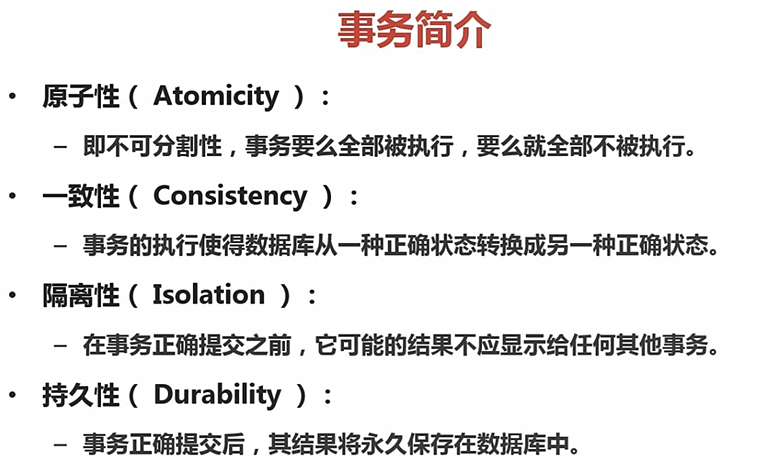 事务简介
• 原子性（ Atomicity ）：
– 即不可分割性，事务要么全部被执行，要么就全部不被执行。
• 一致性（ Consistency ）：
– 事务的执行使得数据库从一种正确状态转换成另一种正确状态。
• 隔离性（ Isolation ）：
– 在事务正确提交之前，它可能的结果不应显示给任何其他事务。
• 持久性（ Durability ）：
– 事务正确提交后，其结果将永久保存在数据库中。